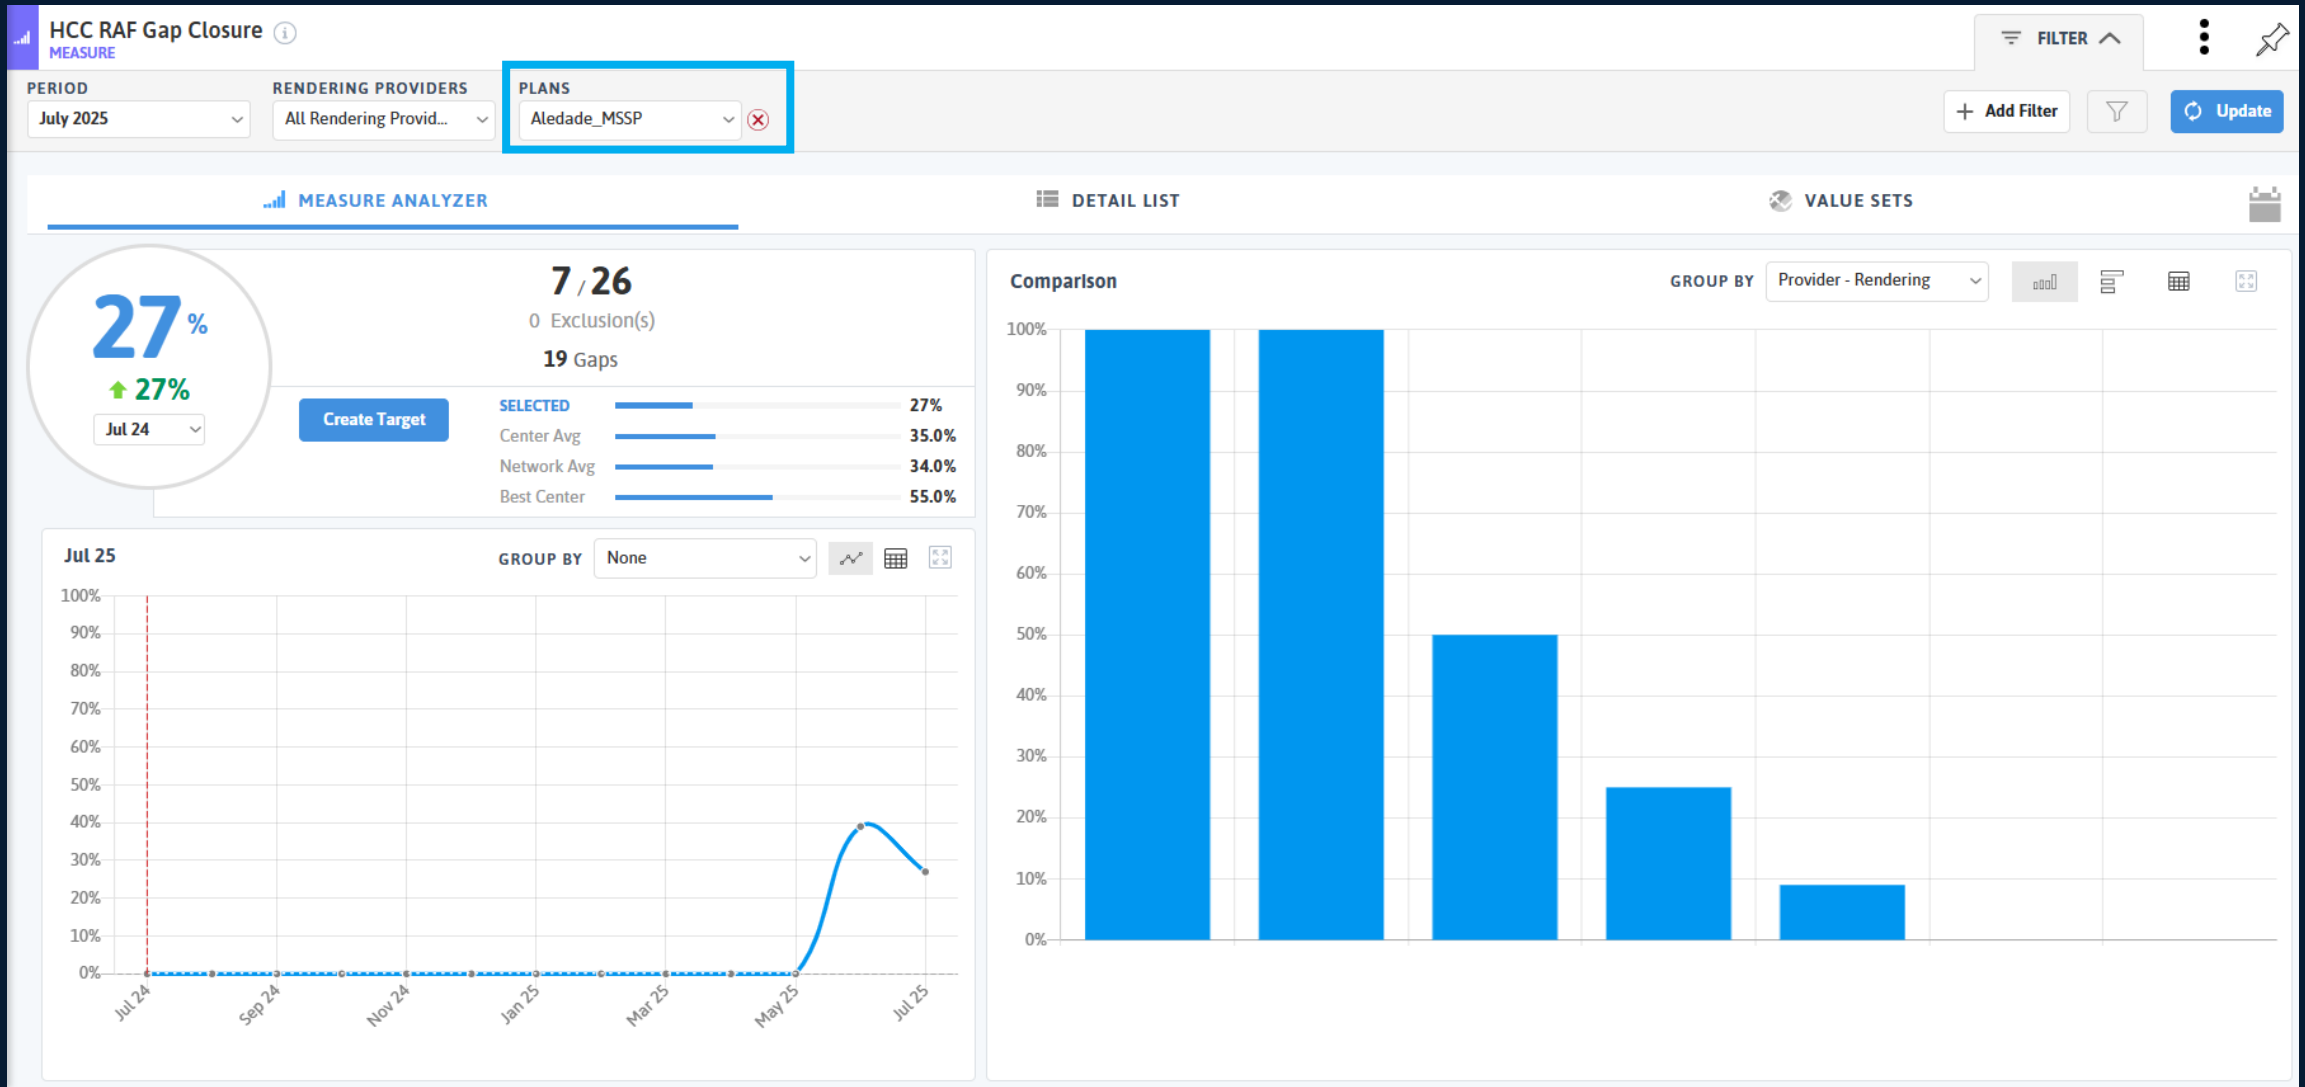 HCC RAF Gap Closure
MEASURE
FILTER
PERIOD
RENDERING PROVIDERS
PLANS
July 2025
All Rendering Provid...
Aledade_MSSP
Add Filter
Update
MEASURE ANALYZER
DETAIL LIST
VALUE SETS
27%
27%
Jul 24
7 / 26
0 Exclusion(s)
19 Gaps
Create Target
SELECTED 27%
Center Avg 35.0%
Network Avg 34.0%
Best Center 55.0%
Jul 25
GROUP BY None
100%
90%
80%
70%
60%
50%
40%
30%
20%
10%
0%
Jul 24
Sep 24
Nov 24
Jan 25
Mar 25
May 25
Jul 25
Comparison
GROUP BY Provider - Rendering
100%
90%
80%
70%
60%
50%
40%
30%
20%
10%
0%